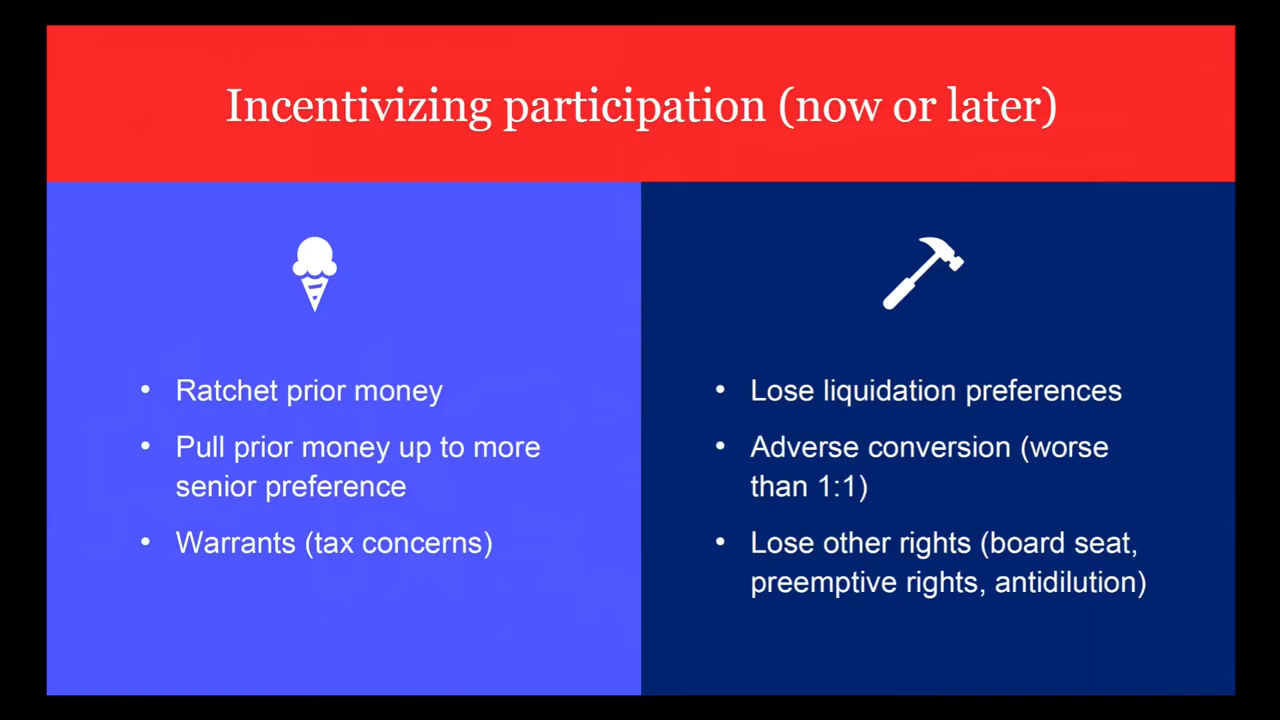 Incentivizing participation (now or later)
• Ratchet prior money
• Pull prior money up to more
senior preference
• Warrants (tax concerns)
• Lose liquidation preferences
• Adverse conversion (worse
than 1:1)
• Lose other rights (board seat,
preemptive rights, antidilution)